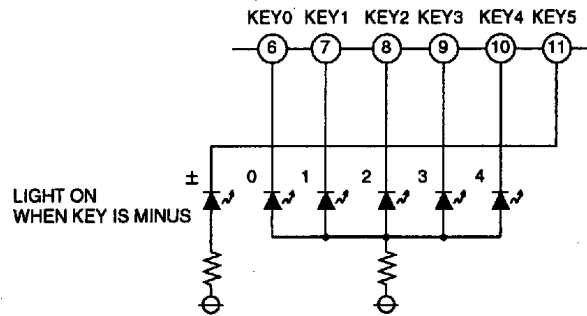 KEY0 KEY1 KEY2 KEY3 KEY4 KEY5
6 7 8 9 10 11
± 0 1 2 3 4
LIGHT ON
WHEN KEY IS MINUS